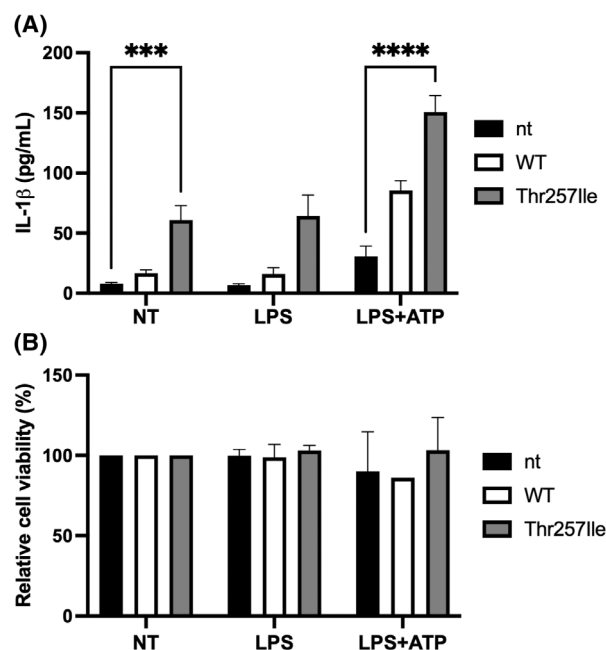 (A)
***
****
200
150
100
50
0
IL-1β (pg/mL)
NT
LPS
LPS+ATP
nt
WT
Thr257Ile
(B)
150
100
50
0
Relative cell viability (%)
NT
LPS
LPS+ATP
nt
WT
Thr257Ile